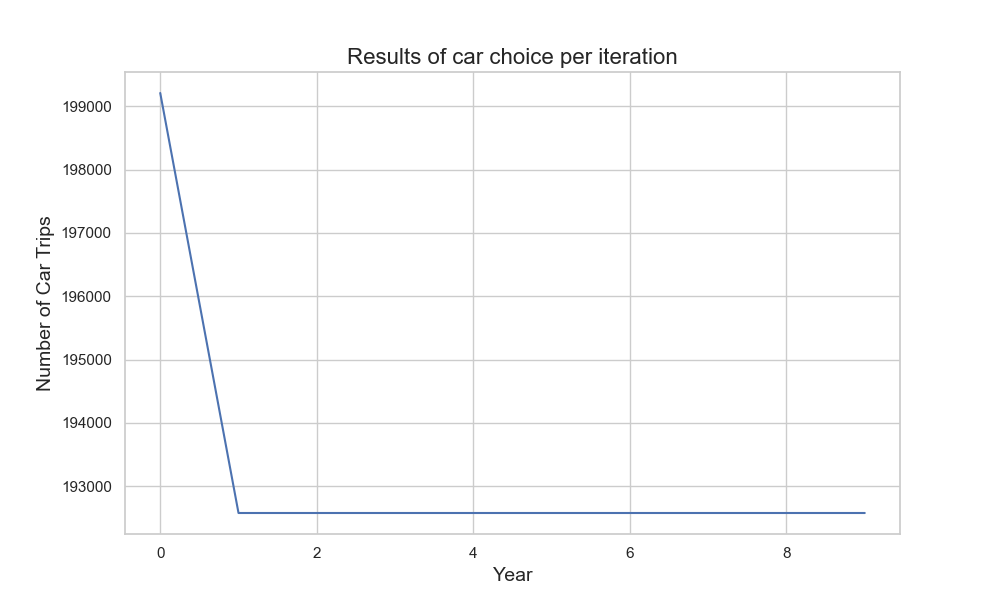 Results of car choice per iteration
199000
198000
197000
196000
195000
194000
193000
Number of Car Trips
0 2 4 6 8
Year